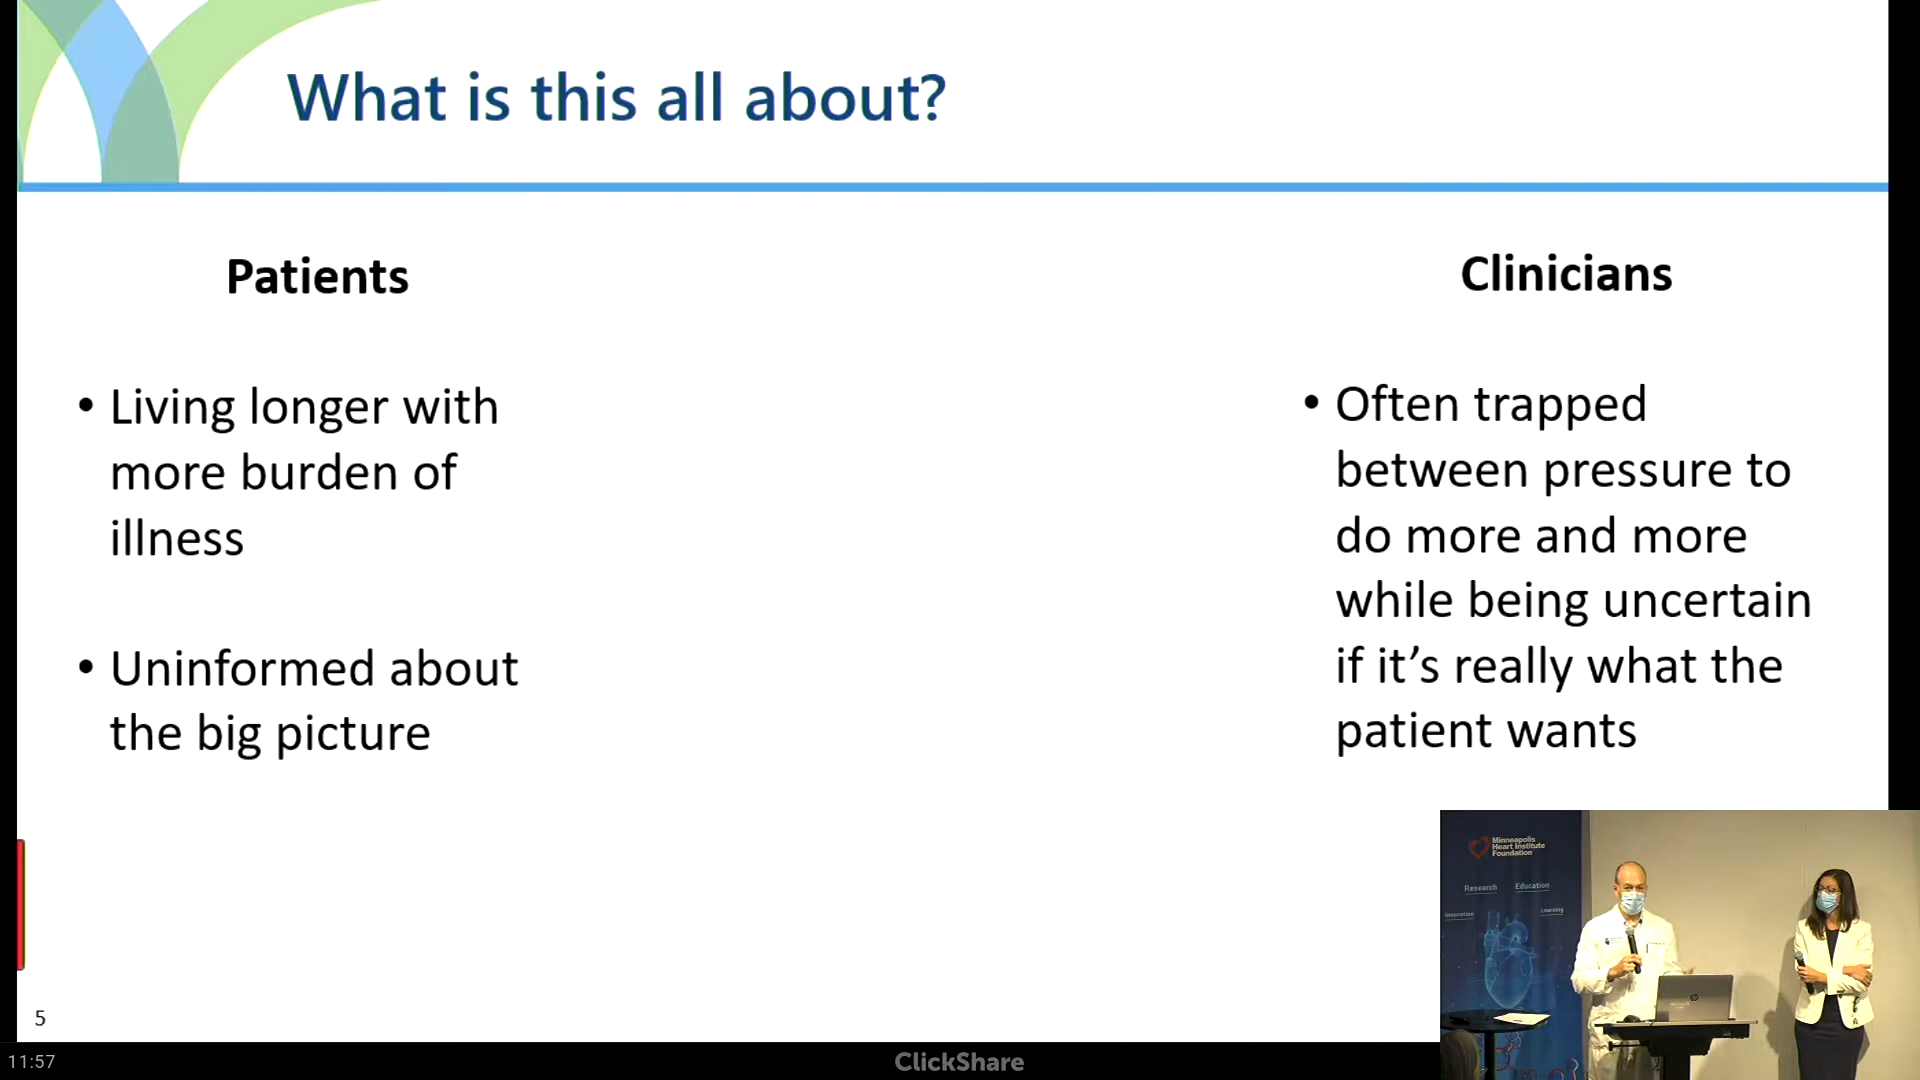 What is this all about?
Patients
• Living longer with
more burden of
illness
• Uninformed about
the big picture
Clinicians
• Often trapped
between pressure to
do more and more
while being uncertain
if it’s really what the
patient wants
Minneapolis
Heart Institute
Foundation
Research Education
Innovation Learning
5
11:57
ClickShare